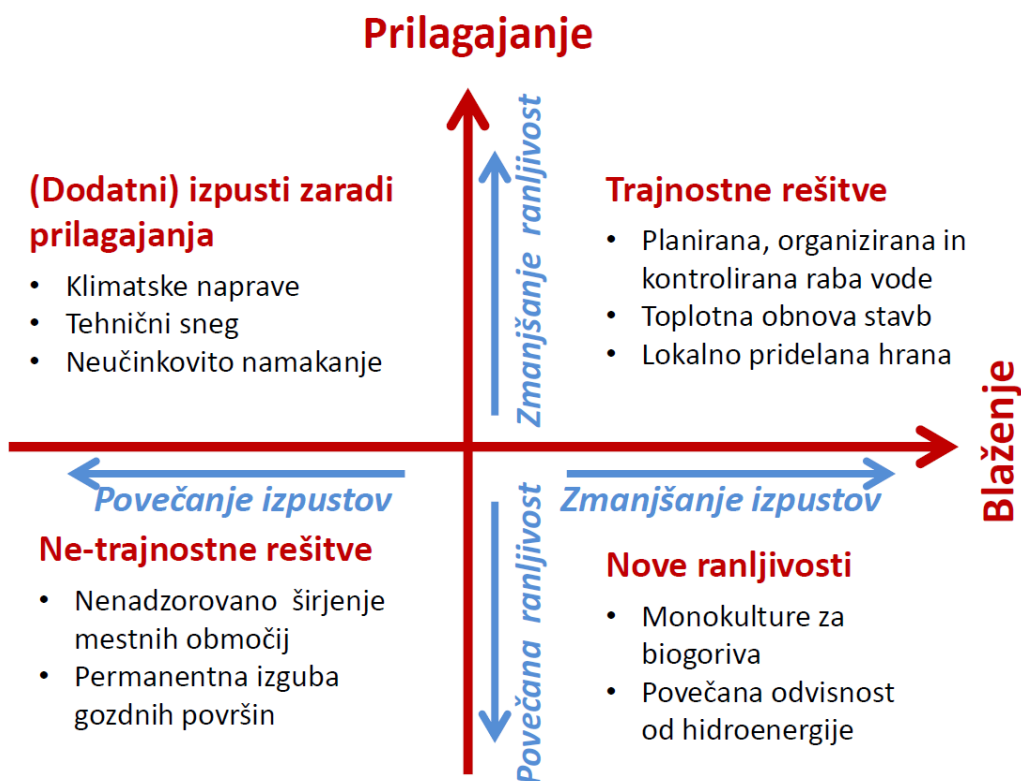 Prilagajanje
(Dodatni) izpusti zaradi
prilagajanja
• Klimatske naprave
• Tehnični sneg
• Neučinkovito namakanje
Zmanjšanje ranljivost
Trajnostne rešitve
• Planirana, organizirana in
kontrolirana raba vode
• Toplotna obnova stavb
• Lokalno pridelana hrana
Blaženje
Povečanje izpustov
Zmanjšanje izpustov
Ne-trajnostne rešitve
• Nenadzorovano širjenje
mestnih območij
• Permanentna izguba
gozdnih površin
Povečana ranljivost
Nove ranljivosti
• Monokulture za
biogoriva
• Povečana odvisnost
od hidroenergije